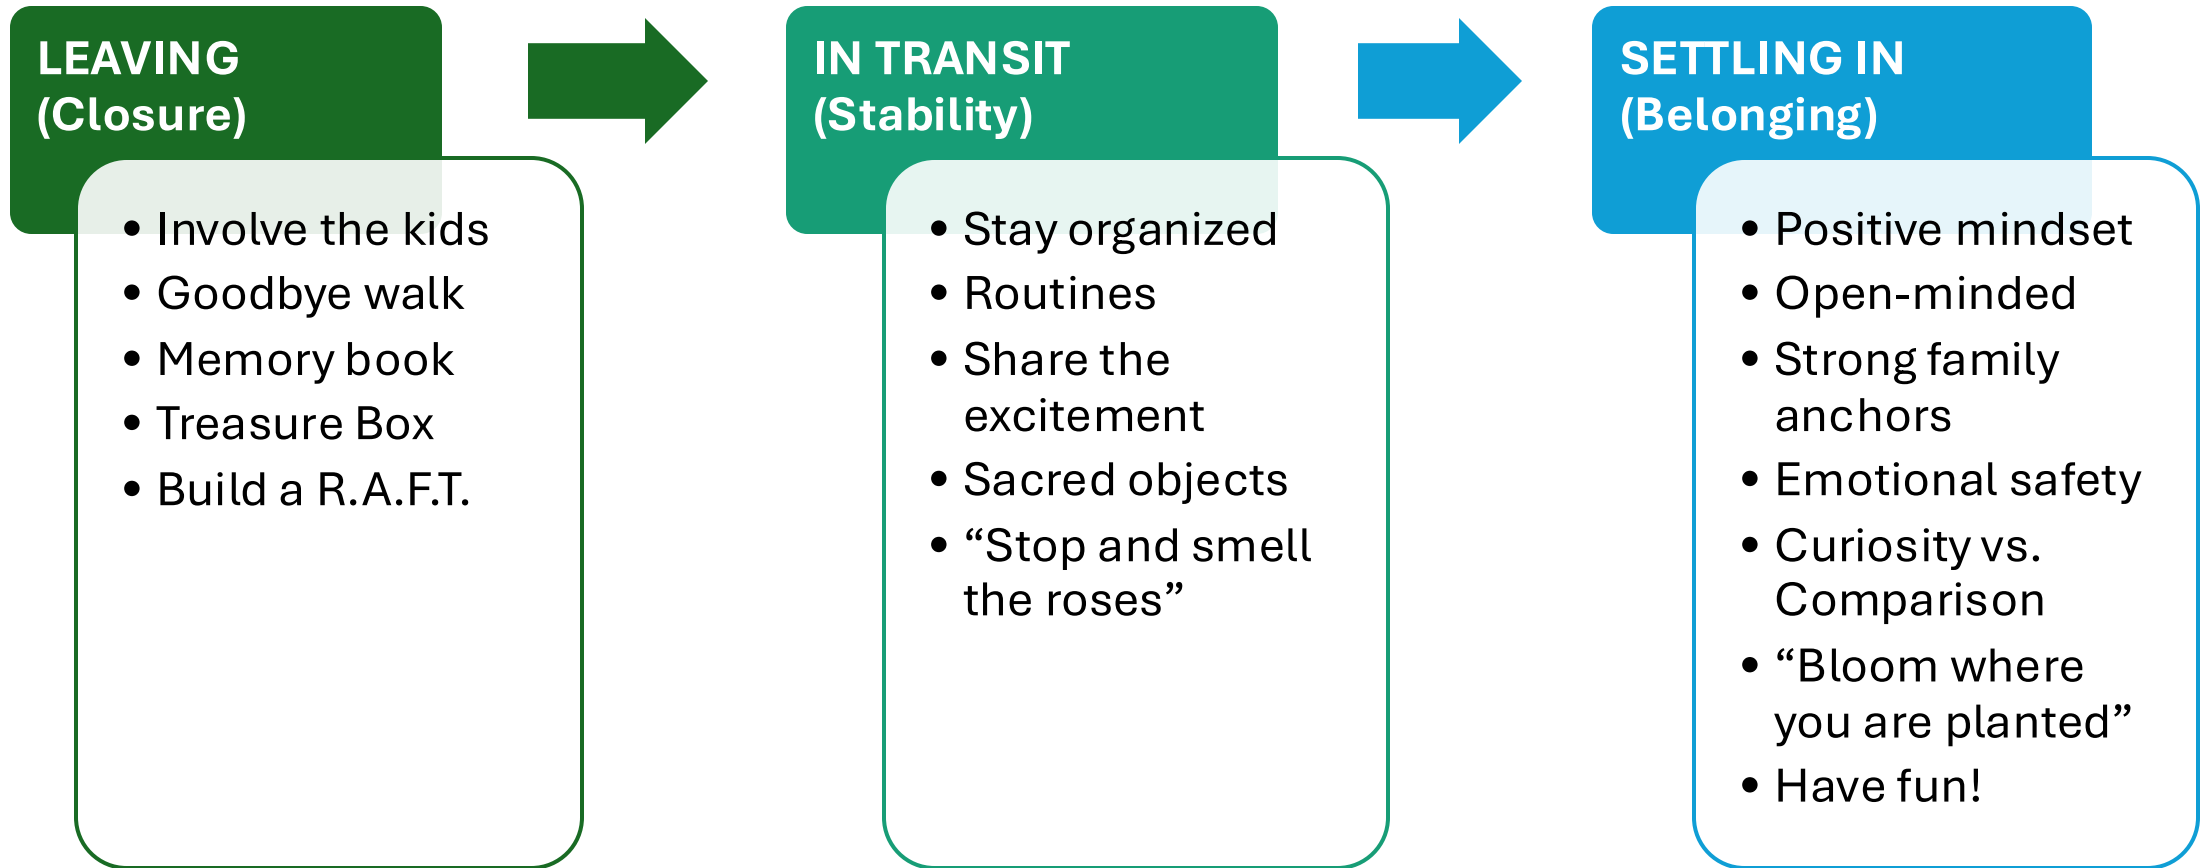 LEAVING
(Closure)
• Involve the kids
• Goodbye walk
• Memory book
• Treasure Box
• Build a R.A.F.T.
IN TRANSIT
(Stability)
• Stay organized
• Routines
• Share the
excitement
• Sacred objects
• “Stop and smell
the roses”
SETTLING IN
(Belonging)
• Positive mindset
• Open-minded
• Strong family
anchors
• Emotional safety
• Curiosity vs.
Comparison
• “Bloom where
you are planted”
• Have fun!